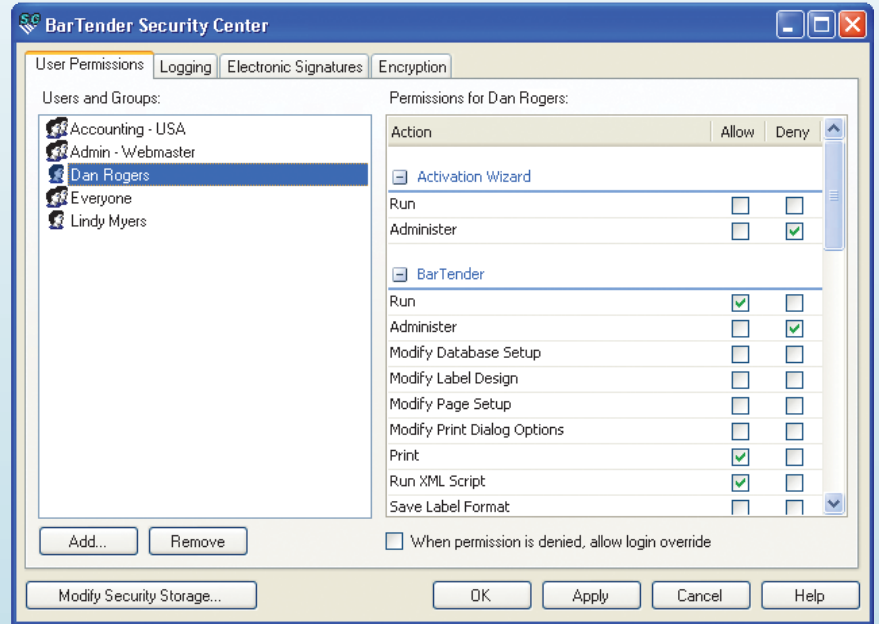 SG BarTender Security Center
User Permissions Logging Electronic Signatures Encryption
Users and Groups:
Accounting - USA
Admin - Webmaster
Dan Rogers
Everyone
Lindy Myers
Add... Remove
Permissions for Dan Rogers:
Action Allow Deny
Activation Wizard
Run
Administer
BarTender
Run
Administer
Modify Database Setup
Modify Label Design
Modify Page Setup
Modify Print Dialog Options
Print
Run XML Script
Save Label Format
When permission is denied, allow login override
Modify Security Storage... OK Apply Cancel Help